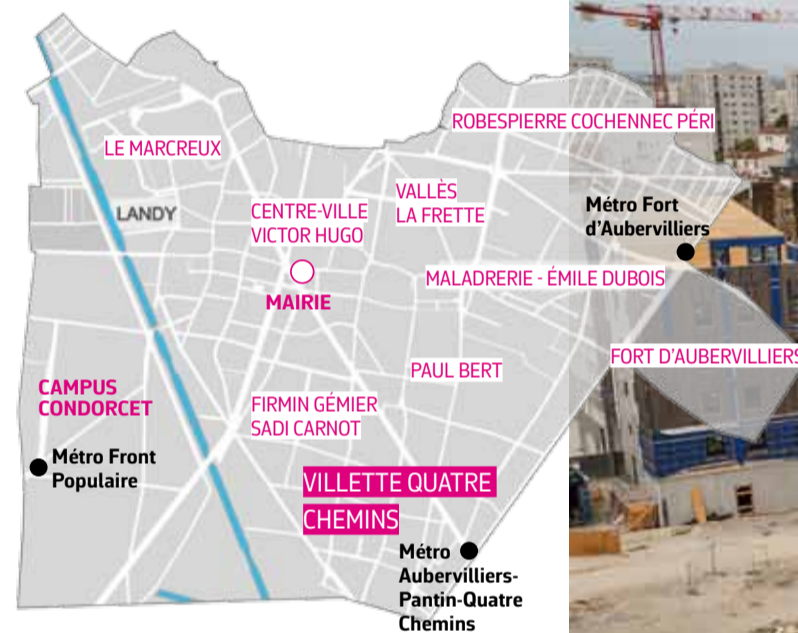 ROBESPIERRE COCHENNEC PÉRI
LE MARCREUX
VALLÈS
LA FRETTE
LANDY
CENTRE-VILLE
VICTOR HUGO
Métro Fort
d'Aubervilliers
MALADRERIE - ÉMILE DUBOIS
MAIRIE
FORT D'AUBERVILLIERS
PAUL BERT
CAMPUS
CONDORCET
FIRMIN GÉMIER
SADI CARNOT
Métro Front
Populaire
VILLETTE QUATRE
CHEMINS
Métro
Aubervilliers-
Pantin-Quatre
Chemins